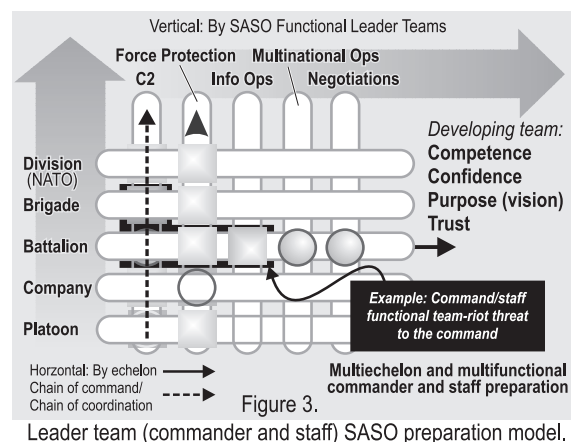 Vertical: By SASO Functional Leader Teams
Force Protection
Multinational Ops
C2
Info Ops
Negotiations
Developing team:
Competence
Confidence
Purpose (vision)
Trust
Division
(NATO)
Brigade
Battalion
Company
Platoon
Example: Command/staff
functional team-riot threat
to the command
Horzontal: By echelon
Chain of command/
Chain of coordination
Multiechelon and multifunctional
commander and staff preparation
Figure 3.
Leader team (commander and staff) SASO preparation model.